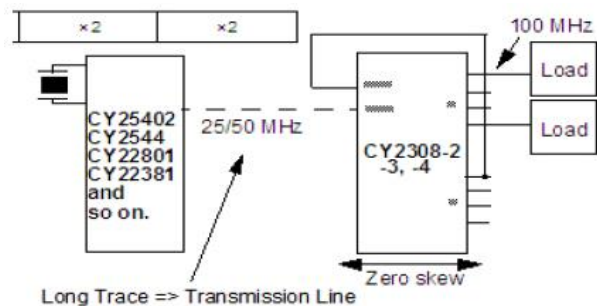 ×2 ×2
100 MHz
Load
Load
CY25402
CY2544
CY22801
CY22381
and
so on.
25/50 MHz
CY2308-2
-3, -4
Zero skew
Long Trace => Transmission Line